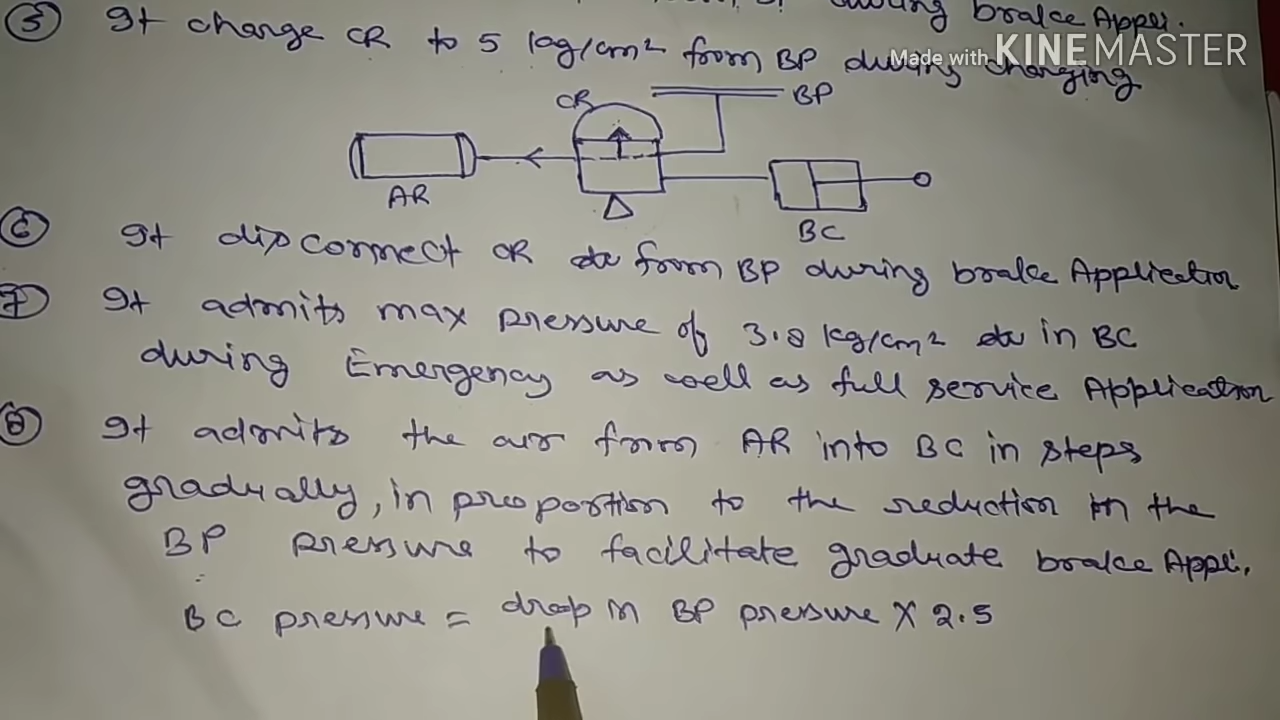 during brake Appli.
⑤ It charge CR to 5 kg/cm² from BP during charging
Made with KINEMASTER
CR
BP
AR
BC
⑥ It disconnect CR from BP during brake Application
⑦ It admits max pressure of 3.8 kg/cm² in BC
during Emergency as well as full service Application
⑧ It admits the air from AR into BC in steps
gradually, in proportion to the reduction in the
BP pressure to facilitate graduate brake Appli.
BC pressure = drop in BP pressure X 2.5